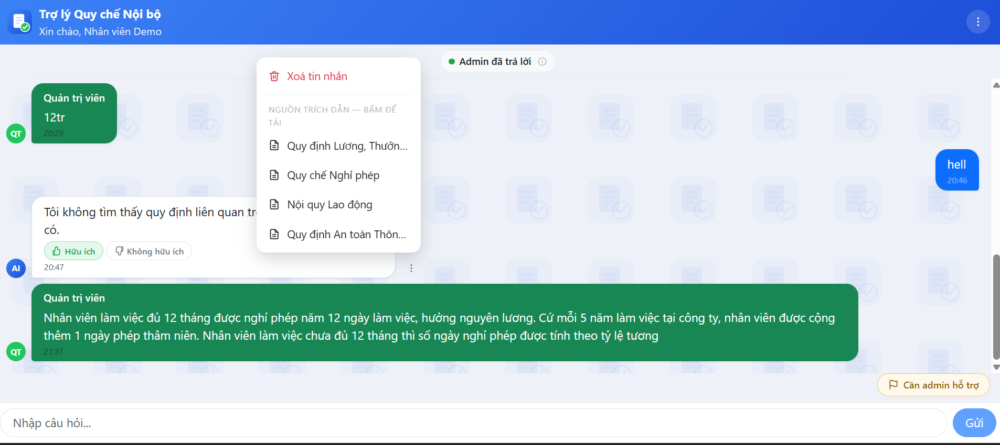 Trợ lý Quy chế Nội bộ
Xin chào, Nhân viên Demo
Admin đã trả lời
Xoá tin nhắn
NGUỒN TRÍCH DẪN — BẤM ĐỂ
TẢI
Quy định Lương, Thưởn...
Quy chế Nghỉ phép
Nội quy Lao động
Quy định An toàn Thôn...
Quản trị viên
12tr
20:29
QT
hell
20:46
Tôi không tìm thấy quy định liên quan
có.
Hữu ích
Không hữu ích
20:47
AI
Quản trị viên
Nhân viên làm việc đủ 12 tháng được nghỉ phép năm 12 ngày làm việc, hưởng nguyên lương. Cứ mỗi 5 năm làm việc tại công ty, nhân viên được cộng
thêm 1 ngày phép thâm niên. Nhân viên làm việc chưa đủ 12 tháng thì số ngày nghỉ phép được tính theo tỷ lệ tương
21:37
QT
Cần admin hỗ trợ
Nhập câu hỏi...
Gửi